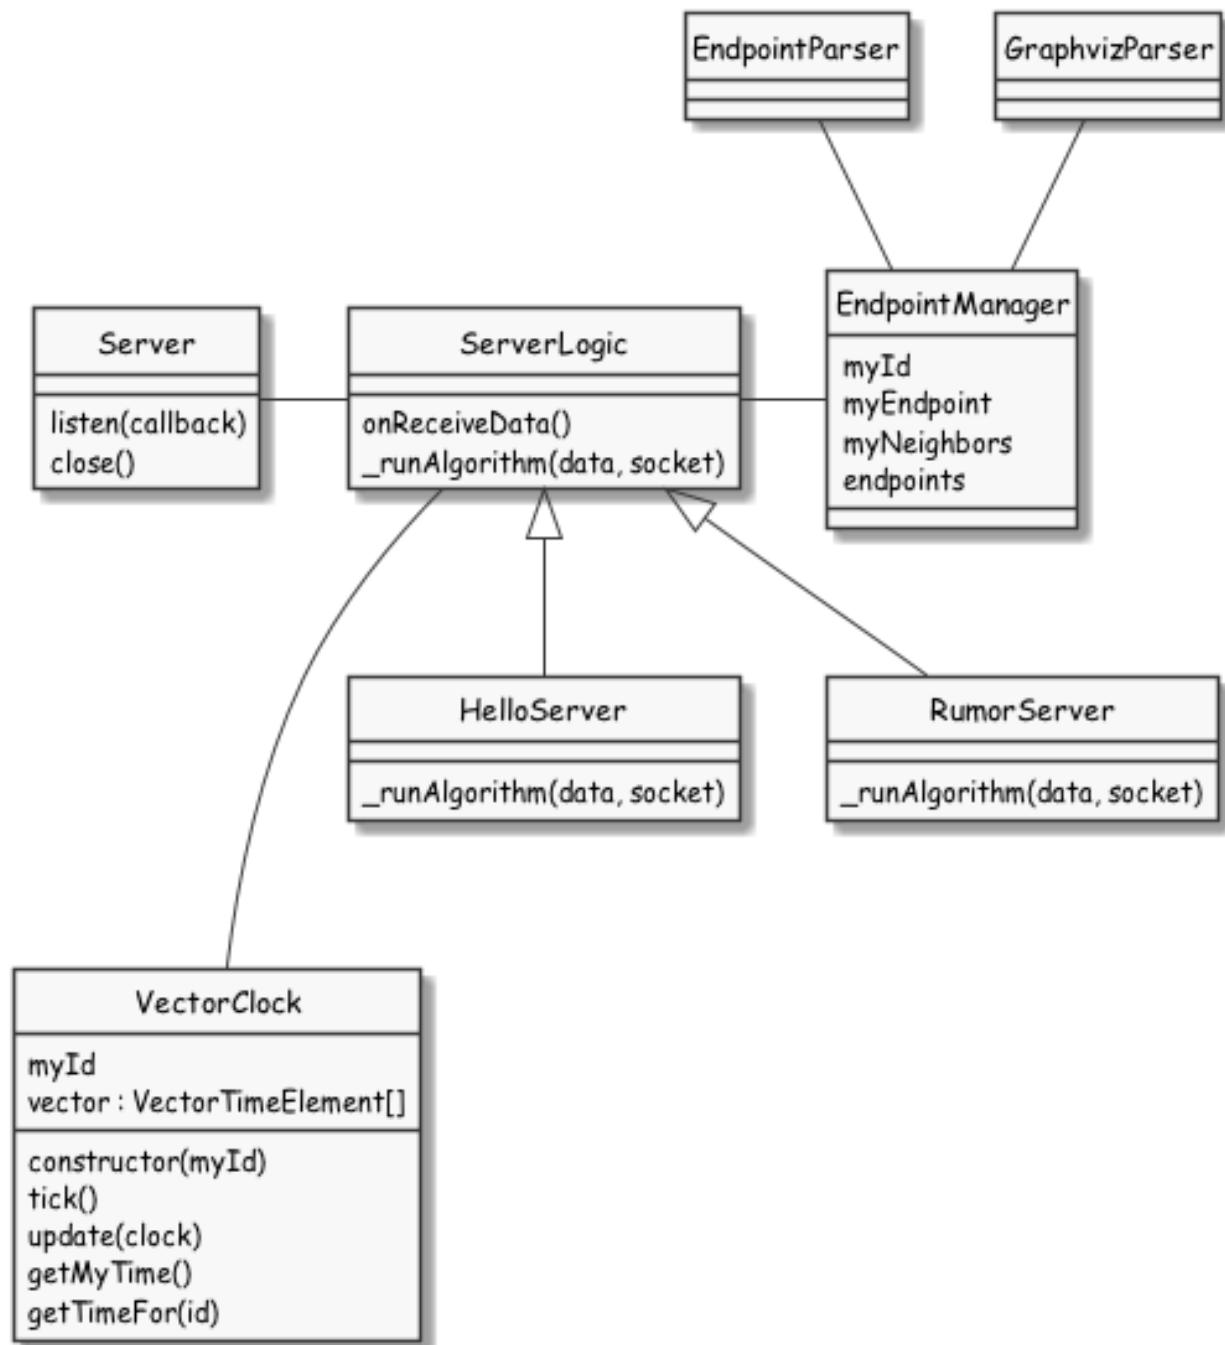 EndpointParser
GraphvizParser
EndpointManager
myId
myEndpoint
myNeighbors
endpoints
Server
listen(callback)
close()
ServerLogic
onReceiveData()
_runAlgorithm(data, socket)
HelloServer
_runAlgorithm(data, socket)
RumorServer
_runAlgorithm(data, socket)
VectorClock
myId
vector : VectorTimeElement[]
constructor(myId)
tick()
update(clock)
getMyTime()
getTimeFor(id)